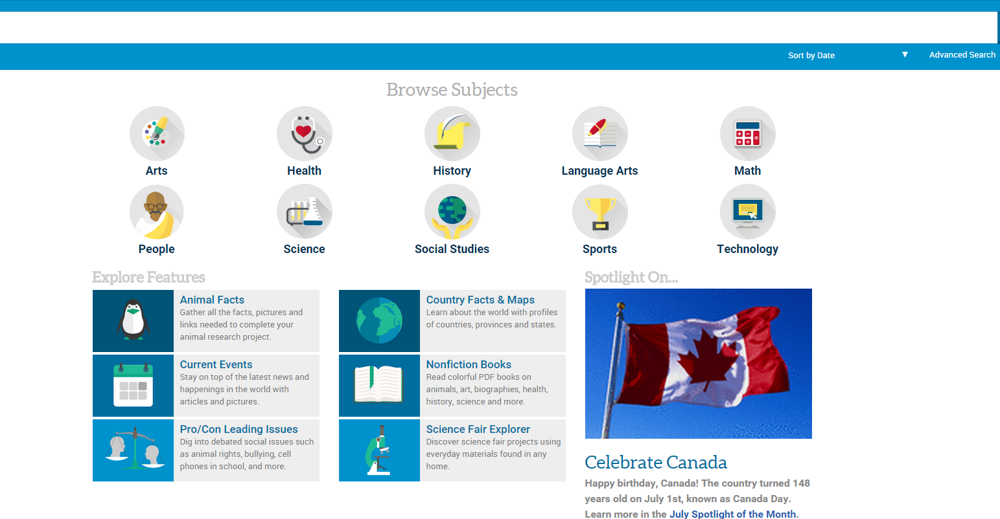 Sort by Date ▼ Advanced Search
Browse Subjects
Arts Health History Language Arts Math
People Science Social Studies Sports Technology
Explore Features
Animal Facts
Gather all the facts, pictures and
links needed to complete your
animal research project.
Country Facts & Maps
Learn about the world with profiles
of countries, provinces and states.
Current Events
Stay on top of the latest news and
happenings in the world with
articles and pictures.
Nonfiction Books
Read colorful PDF books on
animals, art, biographies, health,
history, science and more.
Pro/Con Leading Issues
Dig into debated social issues such
as animal rights, bullying, cell
phones in school, and more.
Science Fair Explorer
Discover science fair projects using
everyday materials found in any
home.
Spotlight On...
Celebrate Canada
Happy birthday, Canada! The country turned 148
years old on July 1st, known as Canada Day.
Learn more in the July Spotlight of the Month.